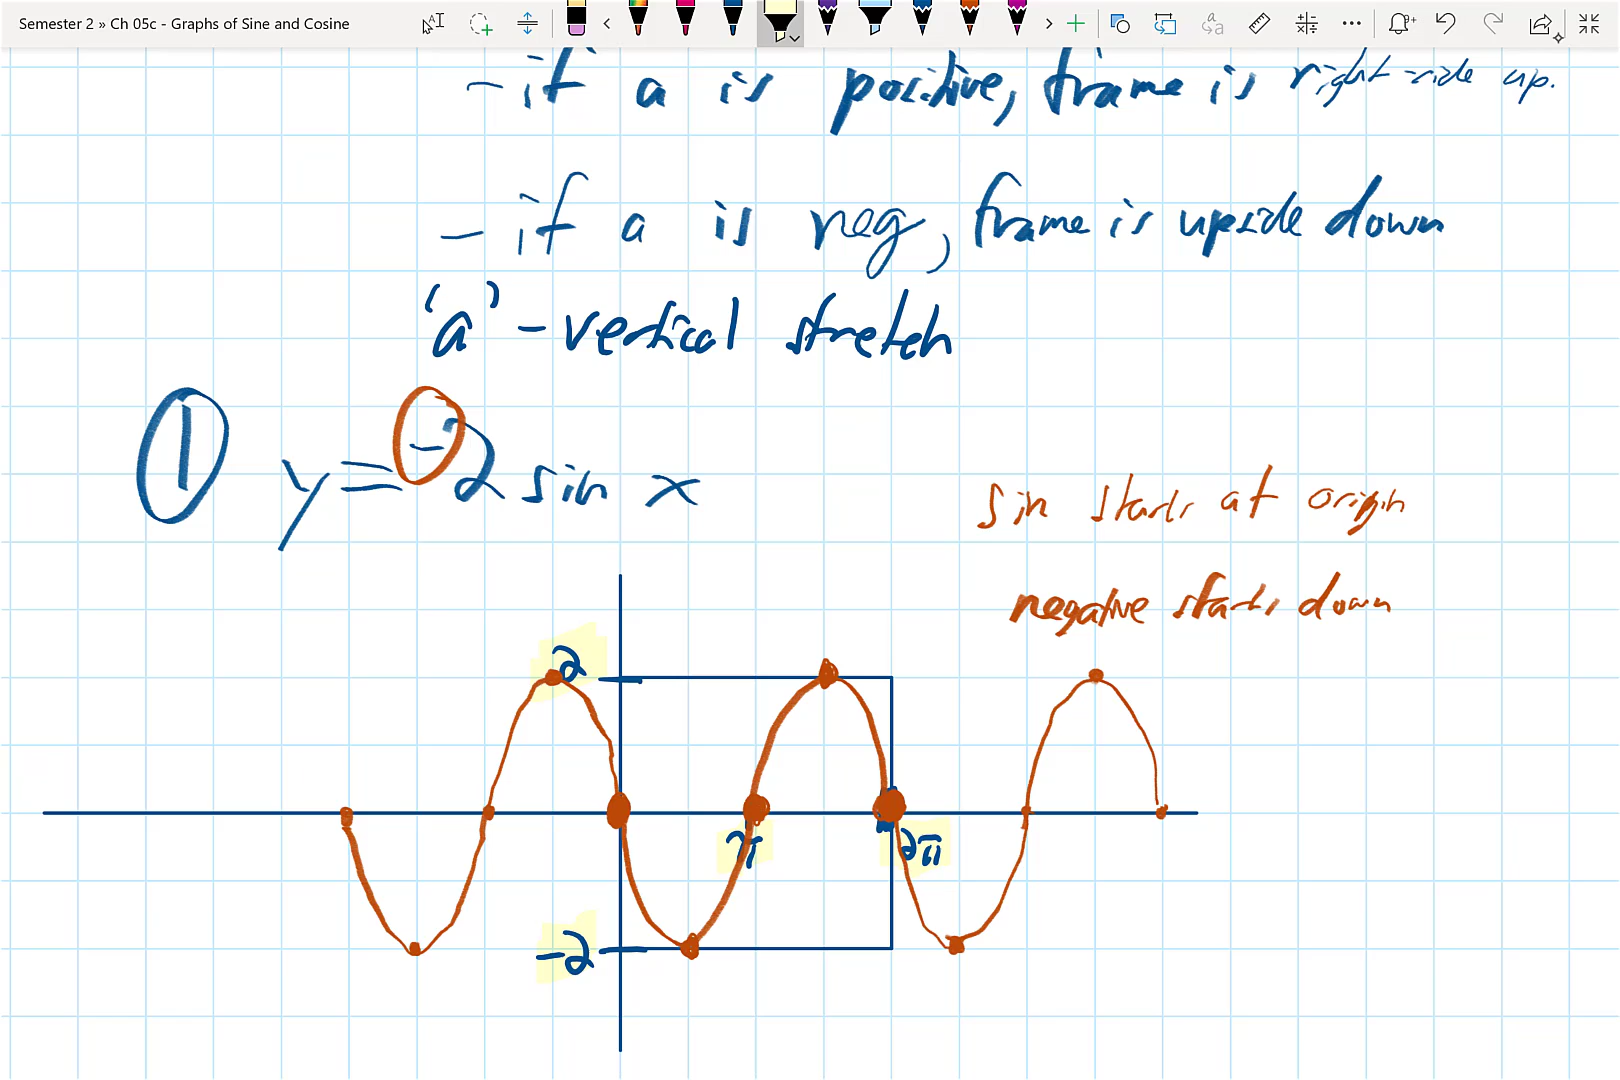 Semester 2 » Ch 05c - Graphs of Sine and Cosine
- if a is positive, frame is right-side up.
- if a is neg, frame is upside down
'a' - vertical stretch
1 y = -2 sin x
sin starts at origin
negative starts down
2
π 2π
-2